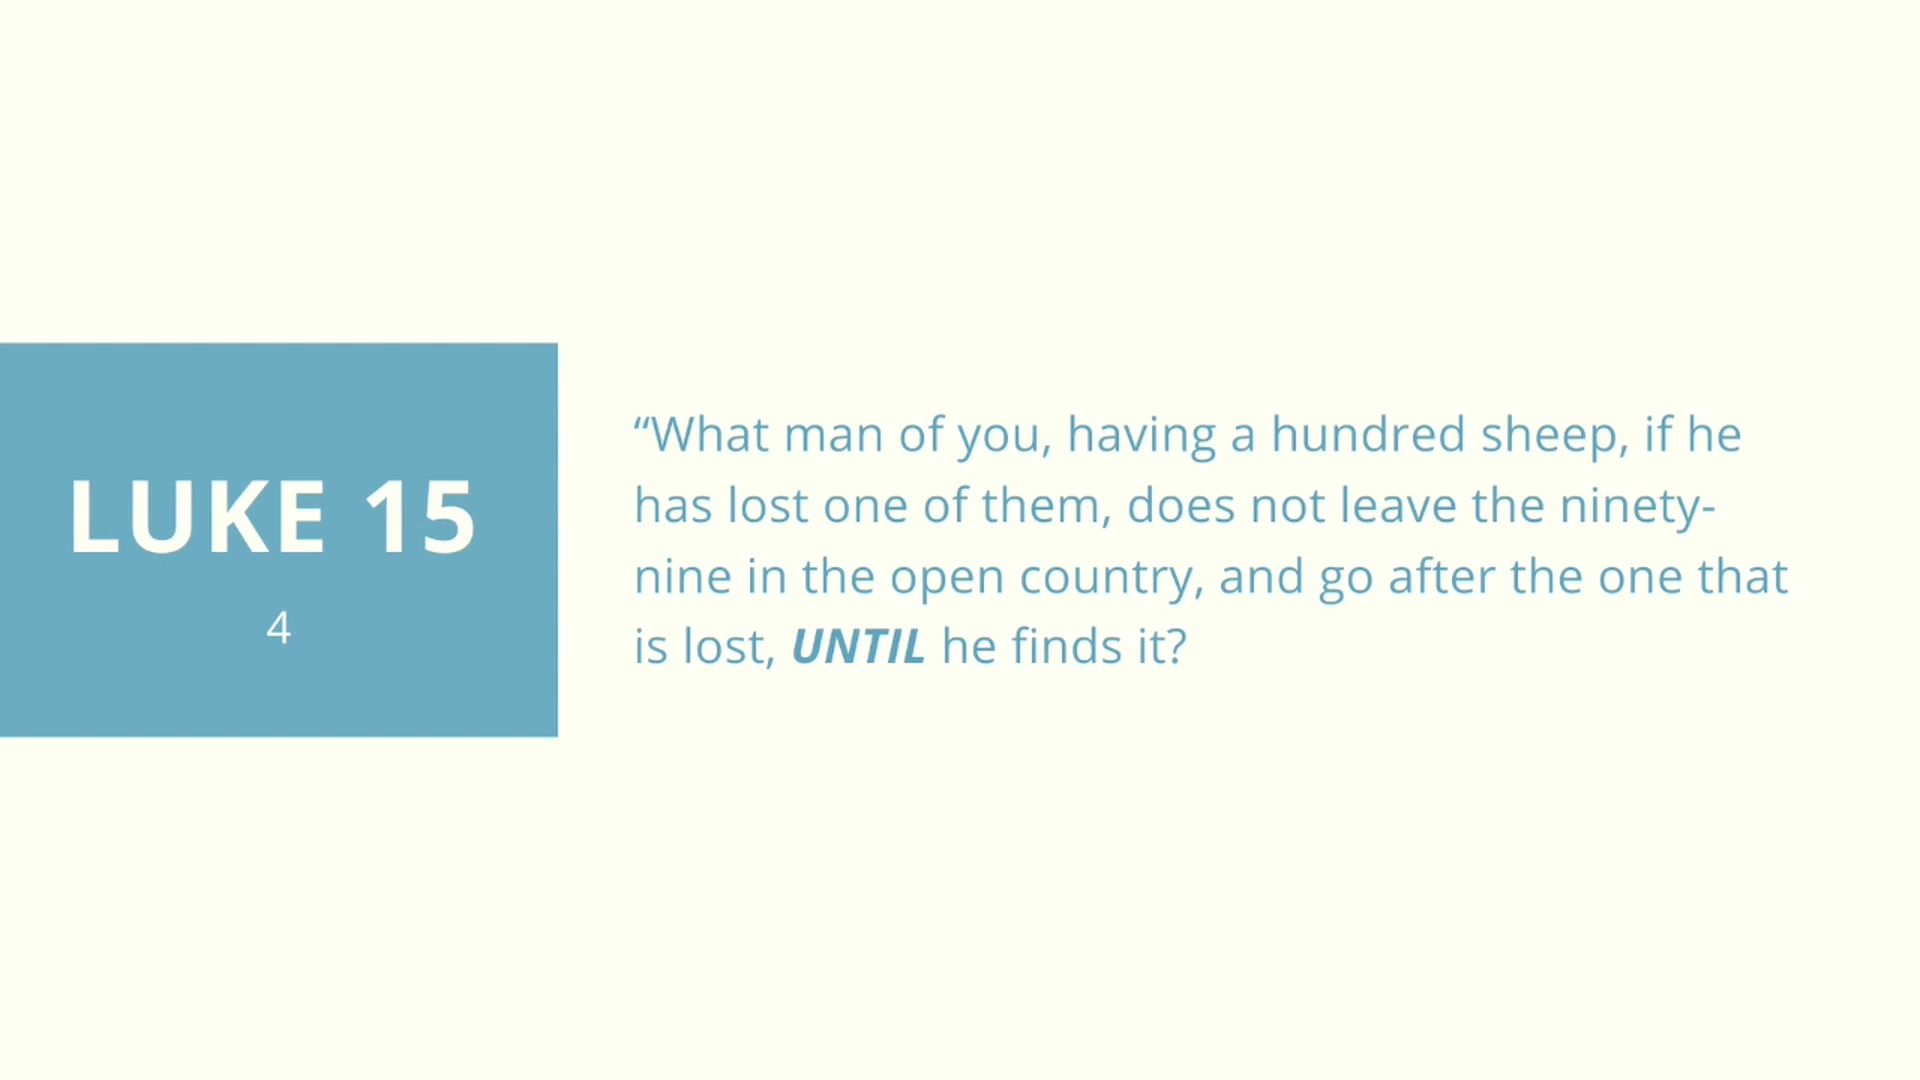 LUKE 15
4
“What man of you, having a hundred sheep, if he
has lost one of them, does not leave the ninety-
nine in the open country, and go after the one that
is lost, UNTIL he finds it?